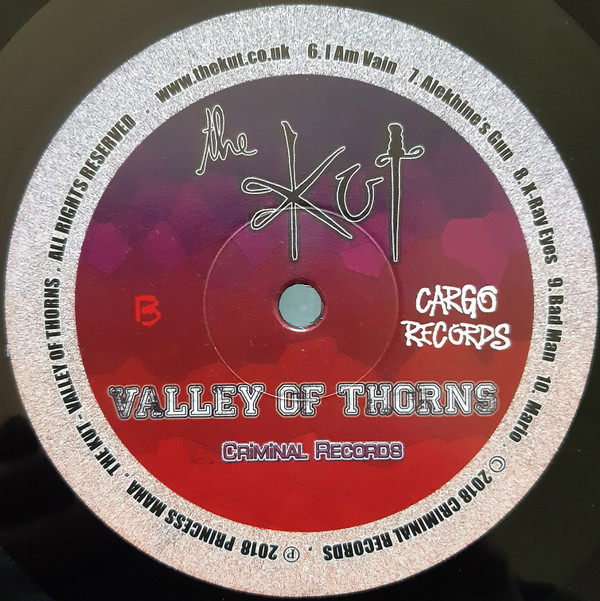 the
Kut
B
CARGO
RECORDS
VALLEY OF THORNS
CRiMiNAL RECORDS
www.thekut.co.uk 6. I Am Vain 7. Alekhine's Gun 8. X-Ray Eyes 9. Bad Man 10. Mario
© 2018 CRIMINAL RECORDS . ℗ 2018 PRINCESS MAHA . THE KUT - VALLEY OF THORNS . ALL RIGHTS RESERVED .